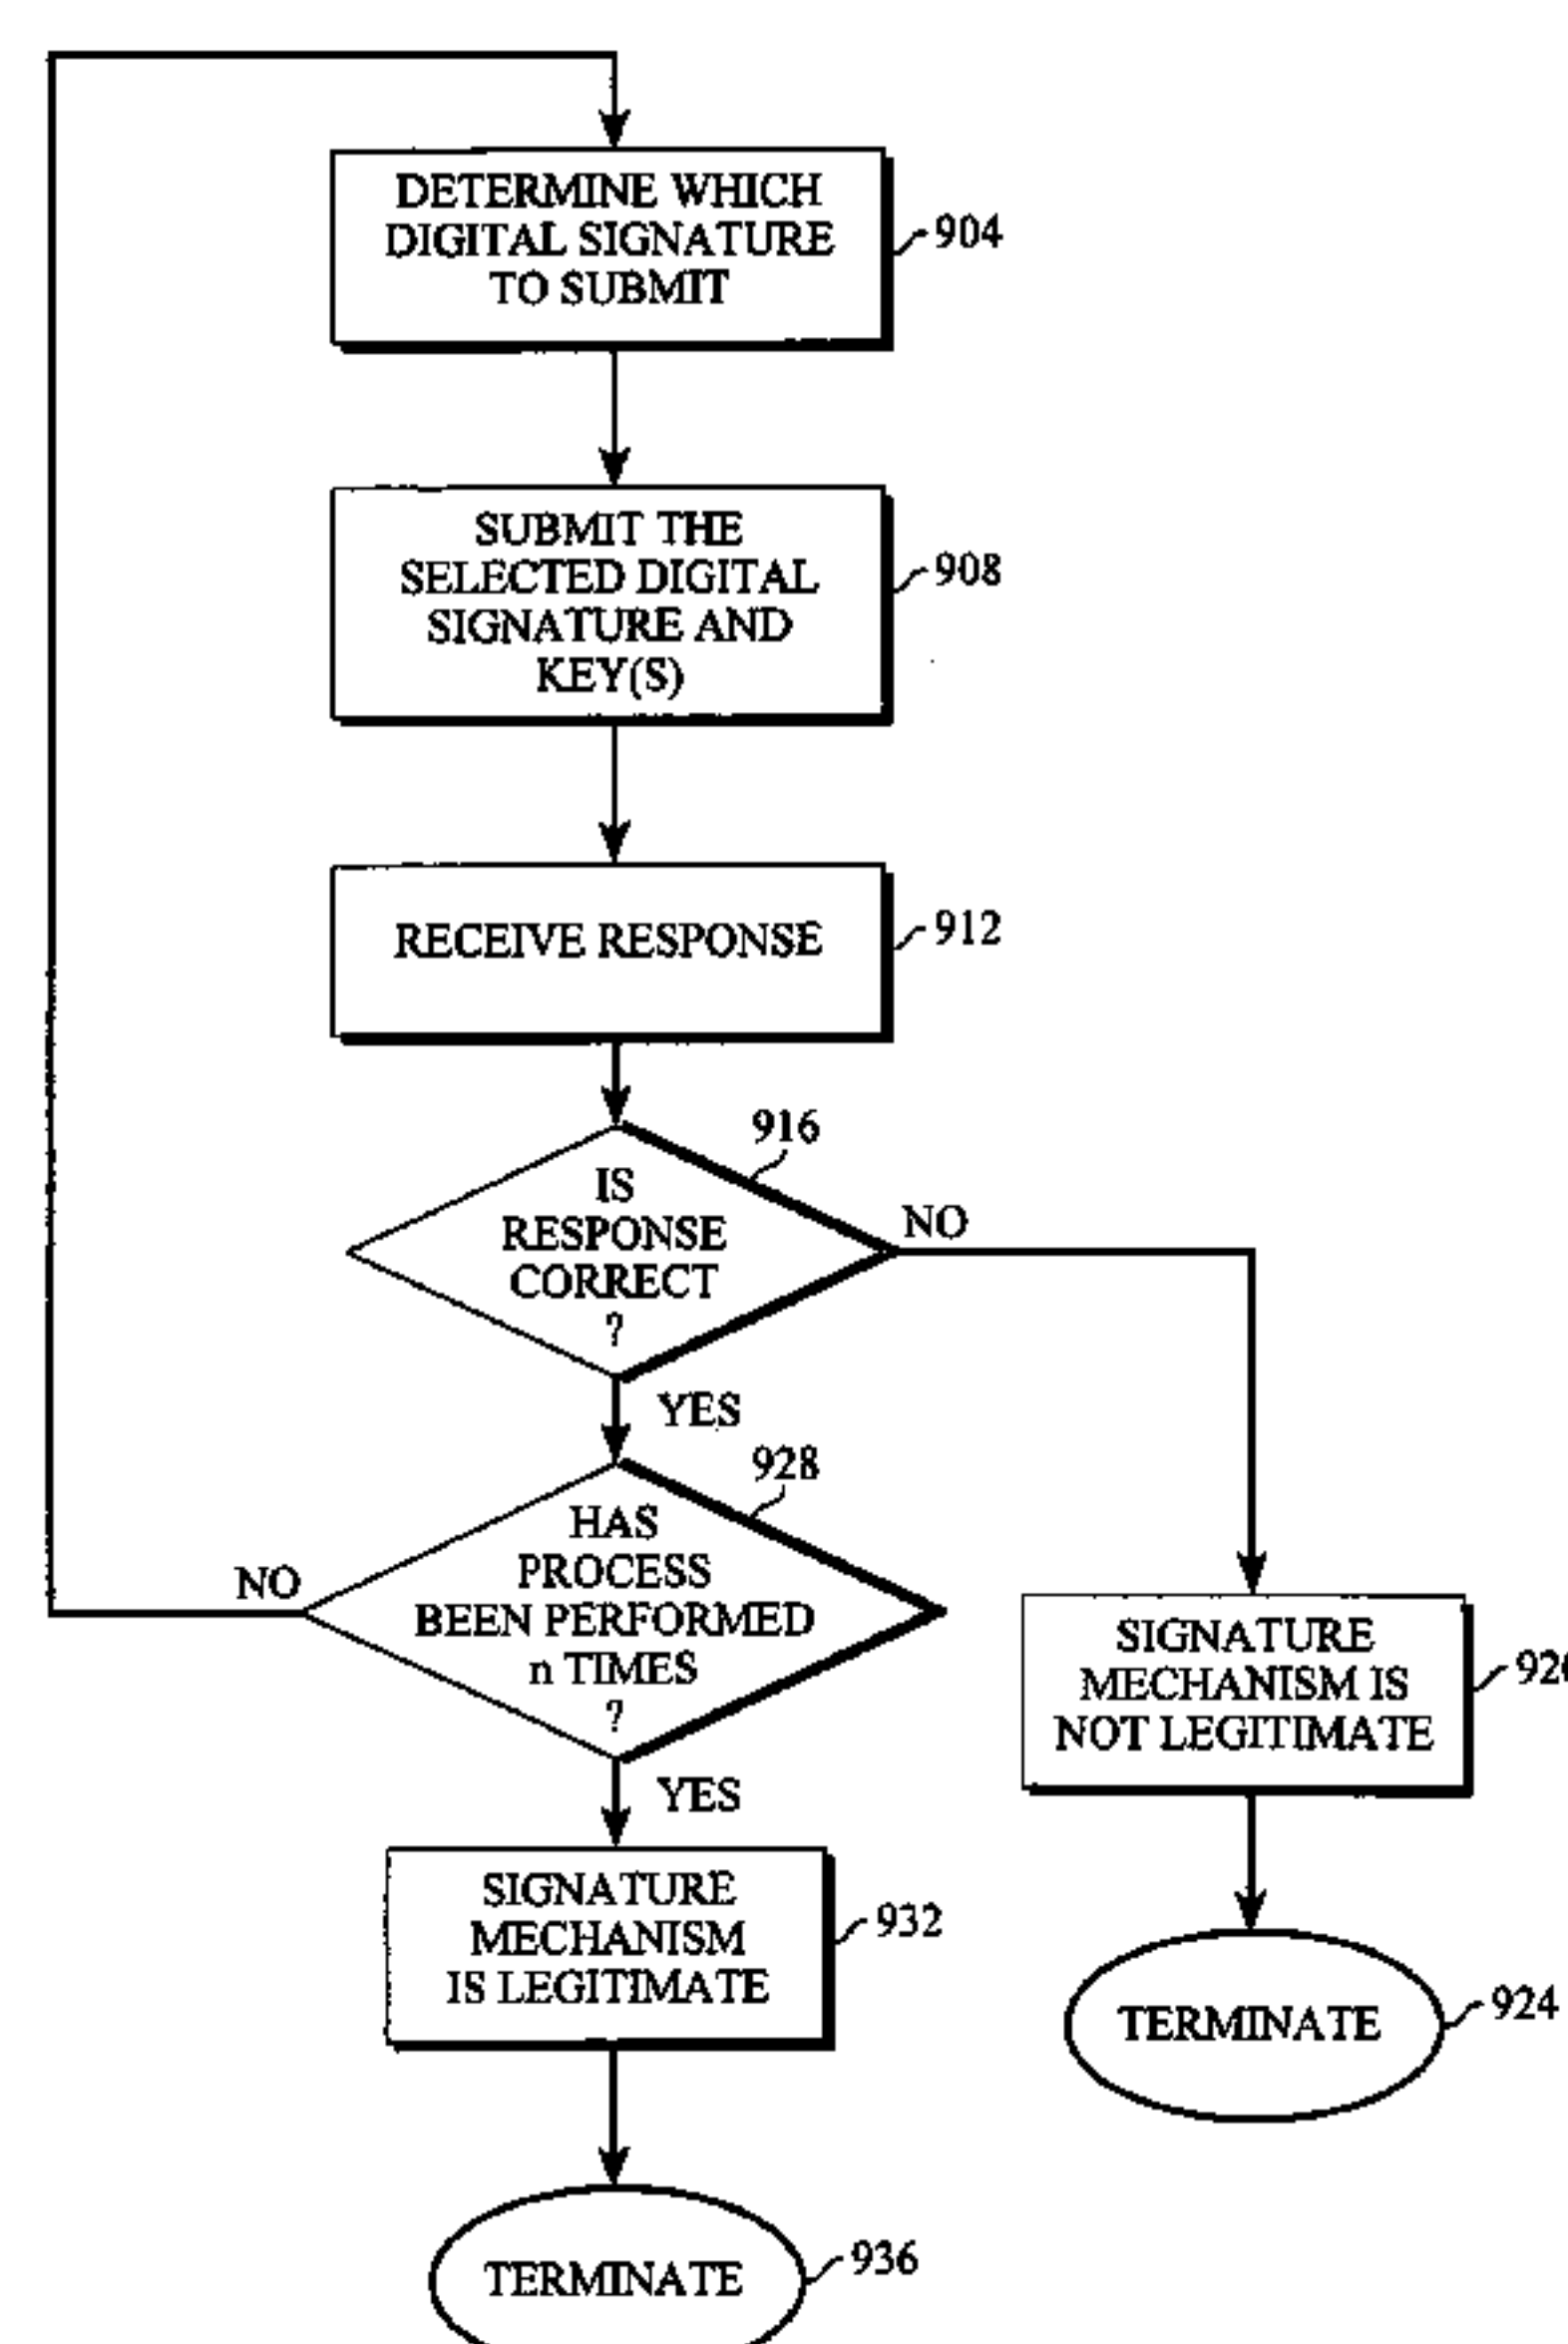 DETERMINE WHICH
DIGITAL SIGNATURE
TO SUBMIT
904
SUBMIT THE
SELECTED DIGITAL
SIGNATURE AND
KEY(S)
908
RECEIVE RESPONSE
912
916
IS
RESPONSE
CORRECT
?
NO
YES
928
HAS
PROCESS
BEEN PERFORMED
n TIMES
?
NO
YES
SIGNATURE
MECHANISM IS
NOT LEGITIMATE
SIGNATURE
MECHANISM
IS LEGITIMATE
932
TERMINATE
924
TERMINATE
936